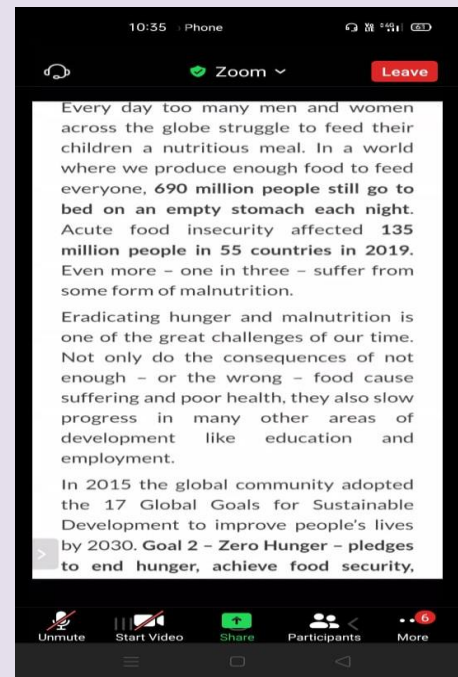 10:35 Phone 61
Zoom
Leave
Every day too many men and women
across the globe struggle to feed their
children a nutritious meal. In a world
where we produce enough food to feed
everyone, 690 million people still go to
bed on an empty stomach each night.
Acute food insecurity affected 135
million people in 55 countries in 2019.
Even more – one in three – suffer from
some form of malnutrition.
Eradicating hunger and malnutrition is
one of the great challenges of our time.
Not only do the consequences of not
enough – or the wrong – food cause
suffering and poor health, they also slow
progress in many other areas of
development like education and
employment.
In 2015 the global community adopted
the 17 Global Goals for Sustainable
Development to improve people's lives
by 2030. Goal 2 – Zero Hunger – pledges
to end hunger, achieve food security,
6
Unmute Start Video Share Participants More